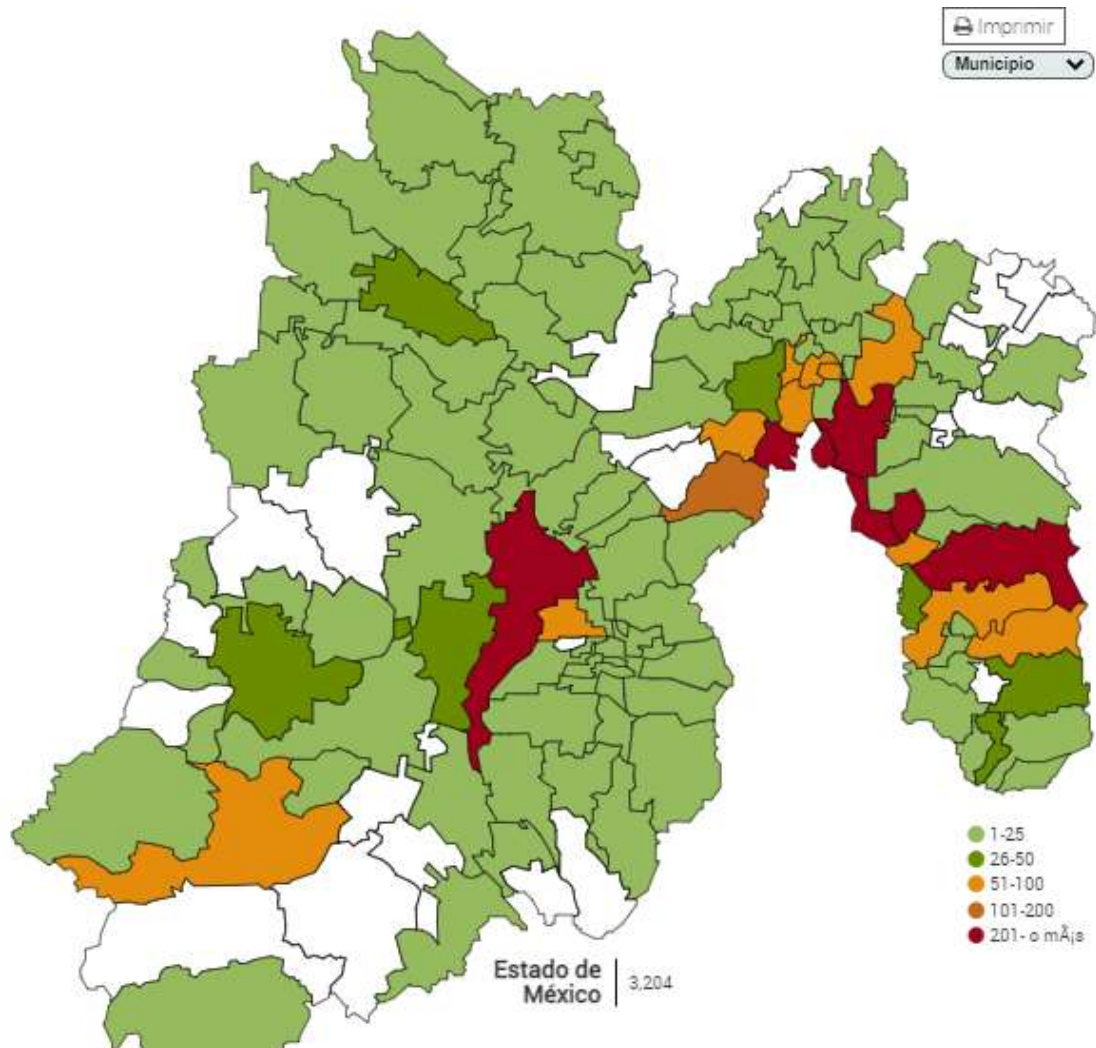 Imprimir
Municipio
1-25
26-50
51-100
101-200
201- o mÃ¡s
Estado de
México
3,204